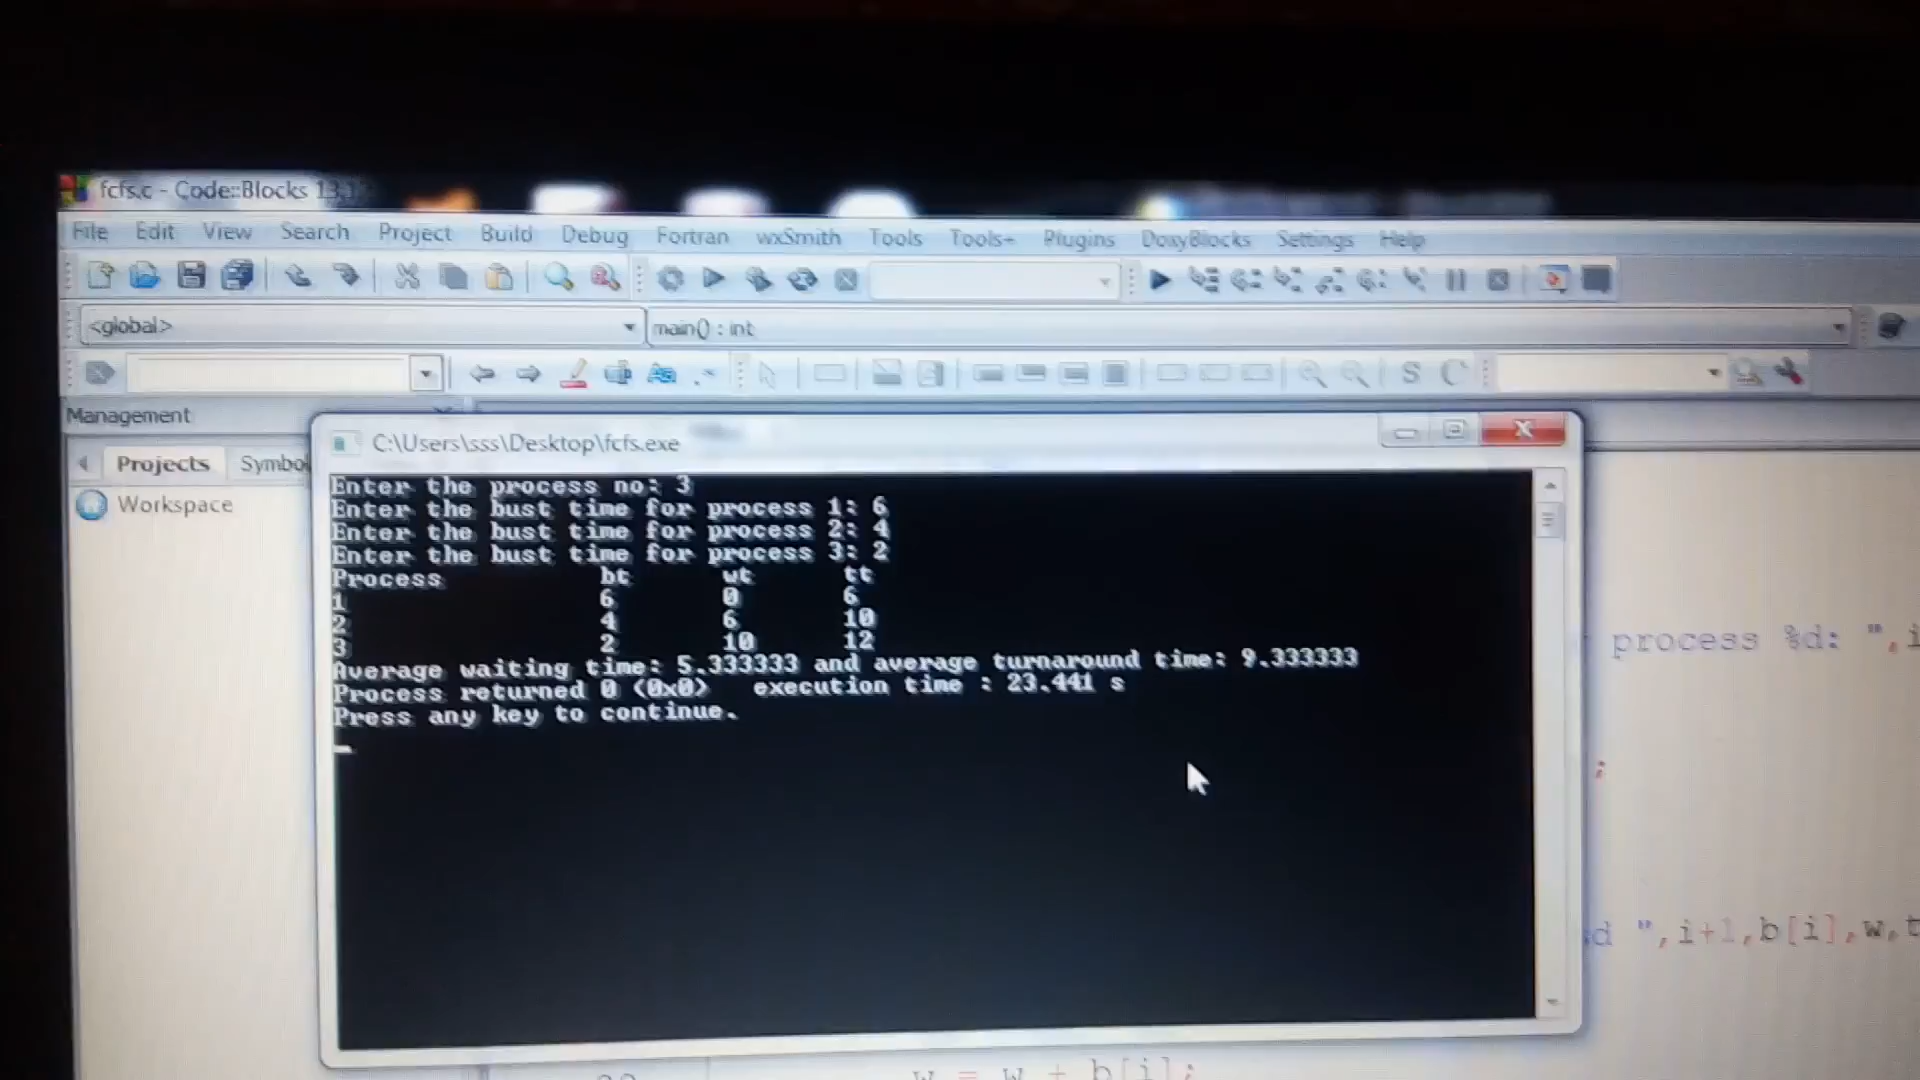 fcfs.c - Code::Blocks 13.1
File Edit View Search Project Build Debug Fortran wxSmith Tools Tools+ Plugins DoxyBlocks Settings Help
<global> main() : int
S C
Management
Projects Symbol
Workspace
C:\Users\sss\Desktop\fcfs.exe
Enter the process no: 3
Enter the bust time for process 1: 6
Enter the bust time for process 2: 4
Enter the bust time for process 3: 2
Process bt wt tt
1 6 0 6
2 4 6 10
3 2 10 12
Average waiting time: 5.333333 and average turnaround time: 9.333333
Process returned 0 (0x0) execution time : 23.441 s
Press any key to continue.
process %d: ",i
;
d ",i+1,b[i],w,t
w = w + b[i];